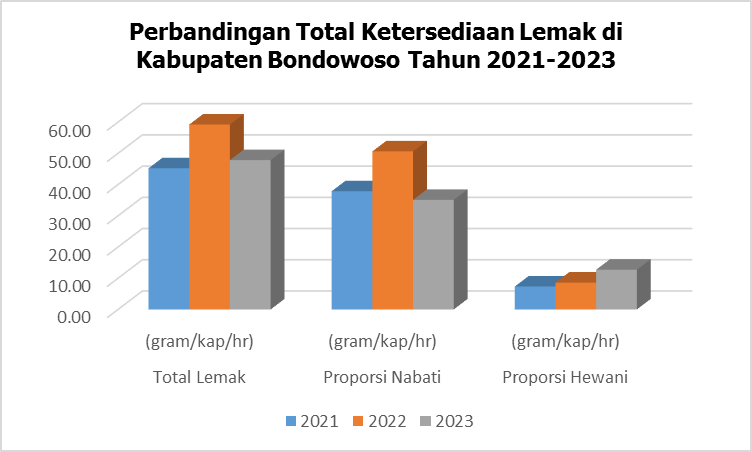 Perbandingan Total Ketersediaan Lemak di
Kabupaten Bondowoso Tahun 2021-2023
60.00
50.00
40.00
30.00
20.00
10.00
0.00
(gram/kap/hr) (gram/kap/hr) (gram/kap/hr)
Total Lemak Proporsi Nabati Proporsi Hewani
2021 2022 2023